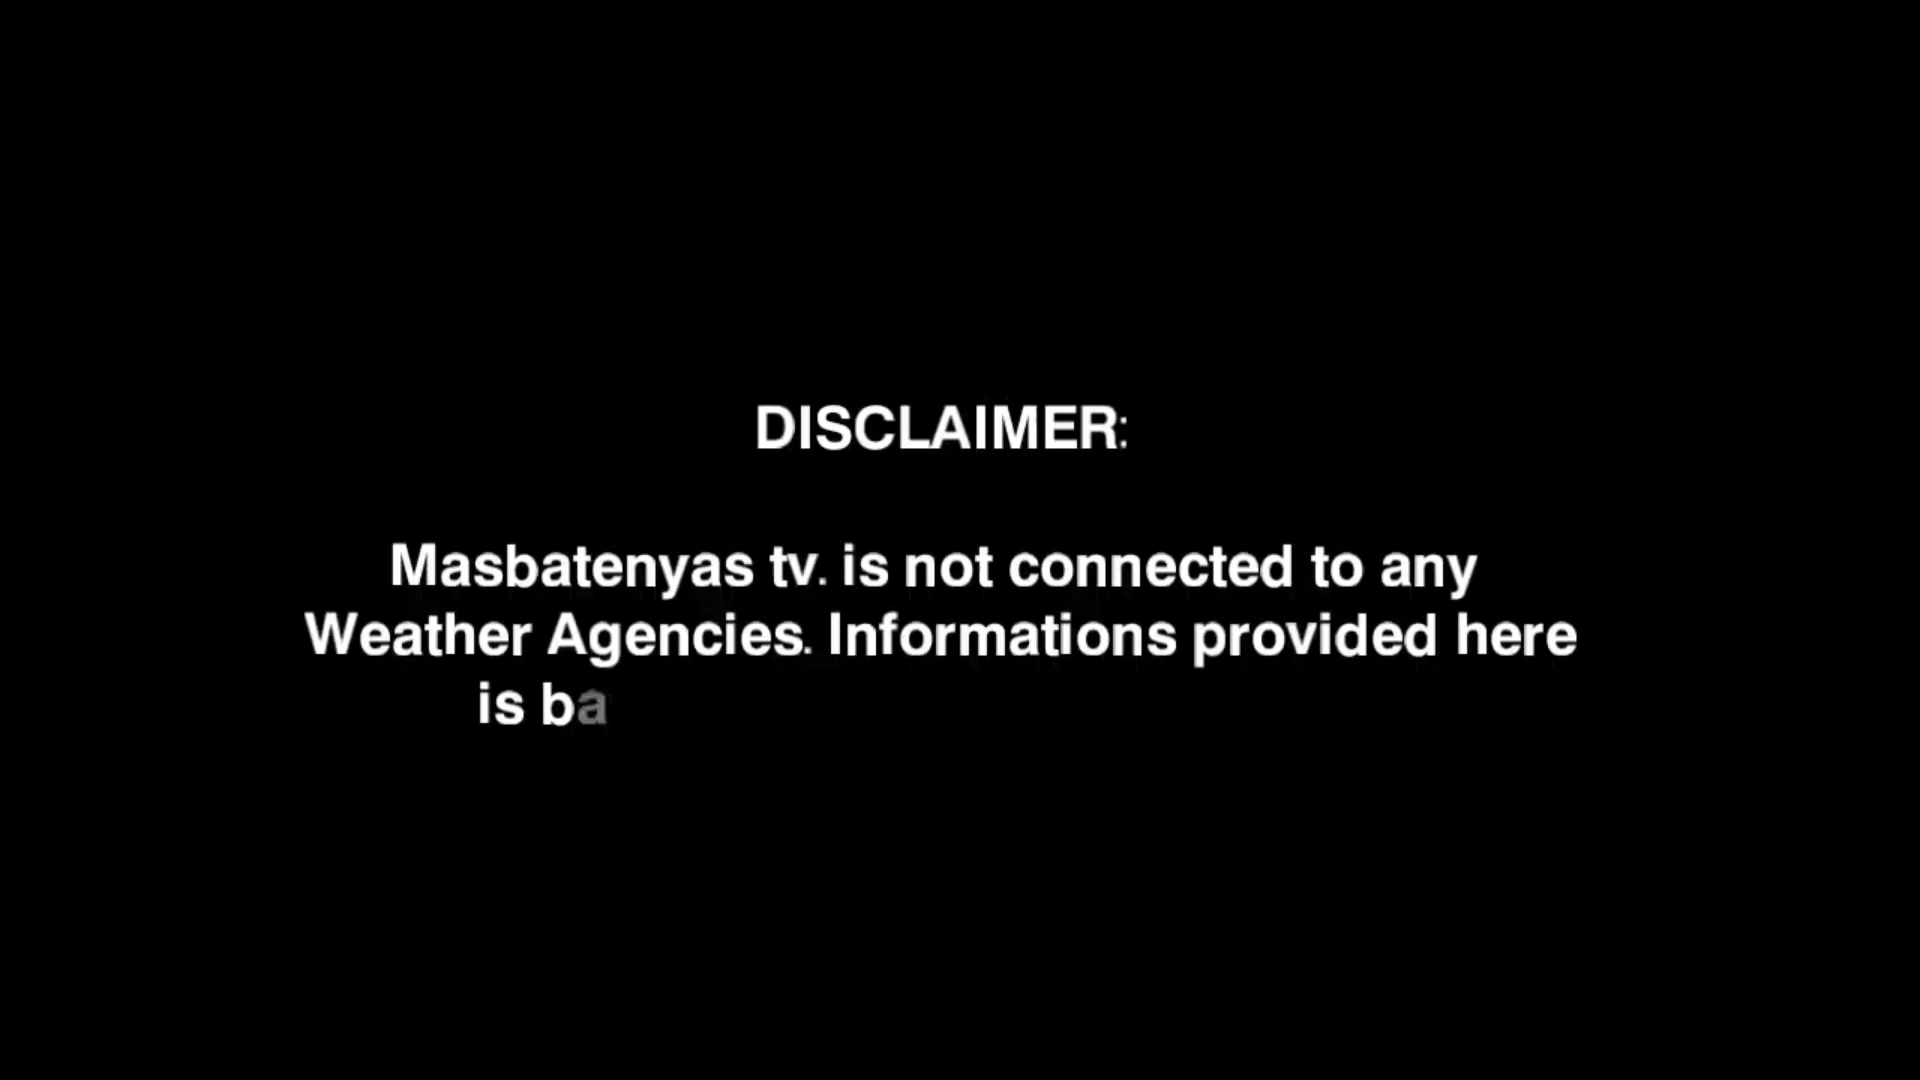 DISCLAIMER:
Masbatenyas tv. is not connected to any
Weather Agencies. Informations provided here
is ba